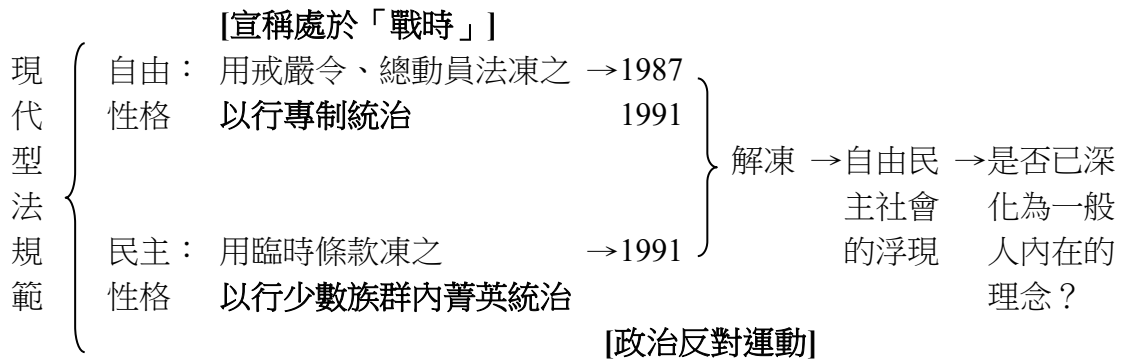 [宣稱處於「戰時」]
現 自由： 用戒嚴令、總動員法凍之 →1987
代 性格 以行專制統治 1991
型 解凍 →自由民 →是否已深
法 主社會 化為一般
規 民主： 用臨時條款凍之 →1991 的浮現 人內在的
範 性格 以行少數族群內菁英統治 理念？
[政治反對運動]